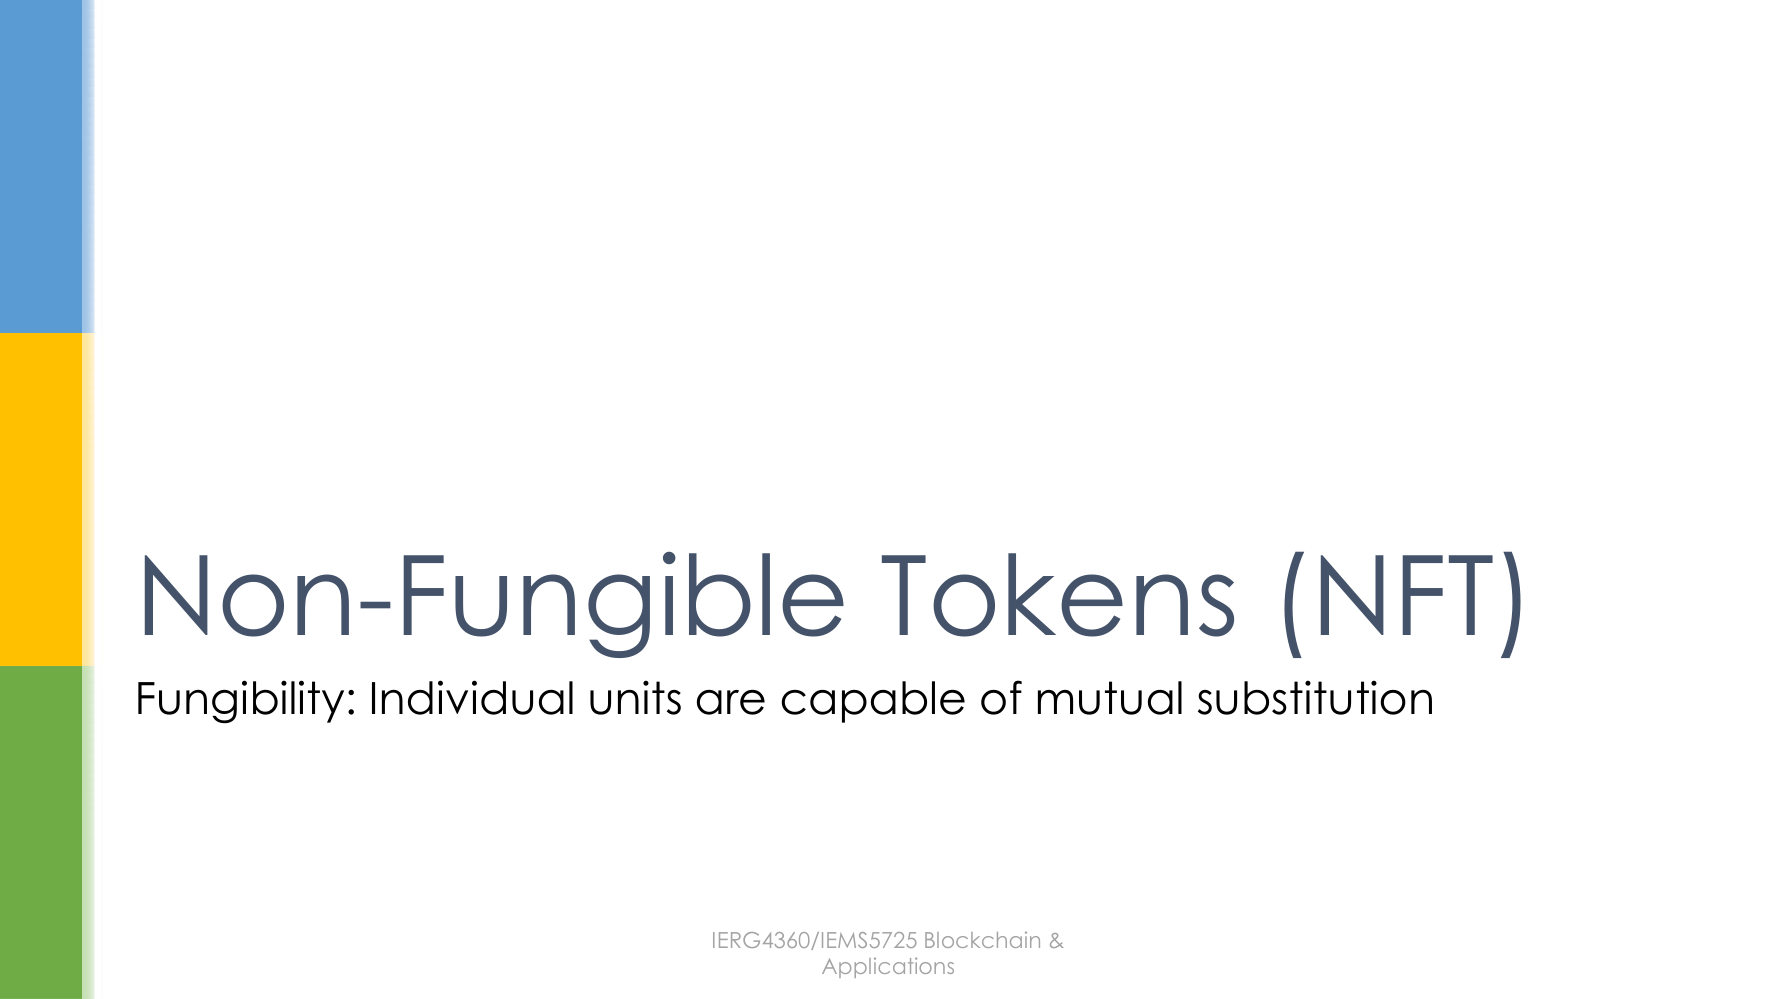 Non-Fungible Tokens (NFT)
Fungibility: Individual units are capable of mutual substitution
IERG4360/IEMS5725 Blockchain &
Applications